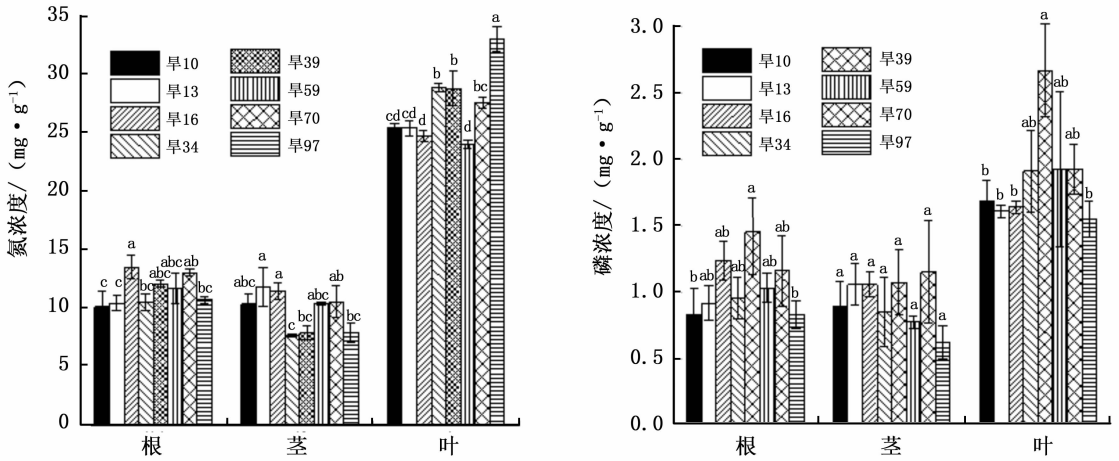 氮浓度/(mg·g⁻¹)
35
30
25
20
15
10
5
0
旱10
旱13
旱16
旱34
旱39
旱59
旱70
旱97
c c a bc abc abc ab bc
abc a a c bc abc ab bc
cd cd d b b d bc a
根 茎 叶
磷浓度/(mg·g⁻¹)
3.0
2.5
2.0
1.5
1.0
0.5
0.0
旱10
旱13
旱16
旱34
旱39
旱59
旱70
旱97
b ab ab ab a ab ab b
a a a a a a a a
b b b ab a ab ab b
根 茎 叶